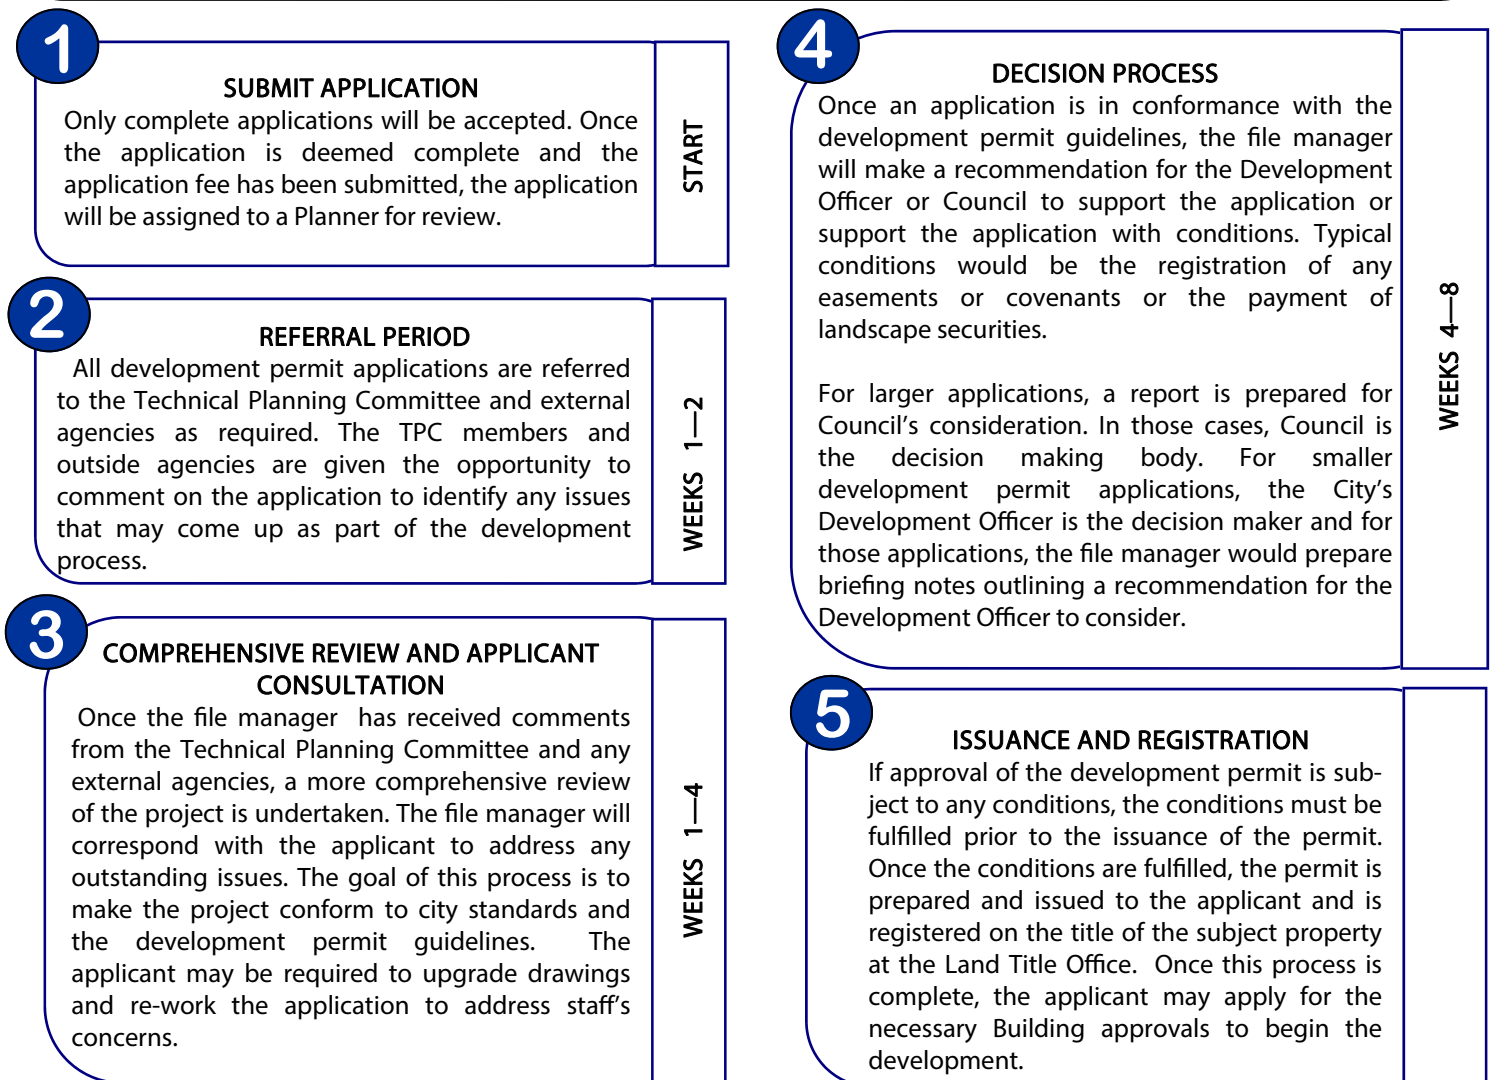 1
SUBMIT APPLICATION
Only complete applications will be accepted. Once
the application is deemed complete and the
application fee has been submitted, the application
will be assigned to a Planner for review.
START
2
REFERRAL PERIOD
All development permit applications are referred
to the Technical Planning Committee and external
agencies as required. The TPC members and
outside agencies are given the opportunity to
comment on the application to identify any issues
that may come up as part of the development
process.
WEEKS 1—2
3
COMPREHENSIVE REVIEW AND APPLICANT
CONSULTATION
Once the file manager has received comments
from the Technical Planning Committee and any
external agencies, a more comprehensive review
of the project is undertaken. The file manager will
correspond with the applicant to address any
outstanding issues. The goal of this process is to
make the project conform to city standards and
the development permit guidelines. The
applicant may be required to upgrade drawings
and re-work the application to address staff's
concerns.
WEEKS 1—4
4
DECISION PROCESS
Once an application is in conformance with the
development permit guidelines, the file manager
will make a recommendation for the Development
Officer or Council to support the application or
support the application with conditions. Typical
conditions would be the registration of any
easements or covenants or the payment of
landscape securities.
For larger applications, a report is prepared for
Council's consideration. In those cases, Council is
the decision making body. For smaller
development permit applications, the City's
Development Officer is the decision maker and for
those applications, the file manager would prepare
briefing notes outlining a recommendation for the
Development Officer to consider.
WEEKS 4—8
5
ISSUANCE AND REGISTRATION
If approval of the development permit is sub-
ject to any conditions, the conditions must be
fulfilled prior to the issuance of the permit.
Once the conditions are fulfilled, the permit is
prepared and issued to the applicant and is
registered on the title of the subject property
at the Land Title Office. Once this process is
complete, the applicant may apply for the
necessary Building approvals to begin the
development.